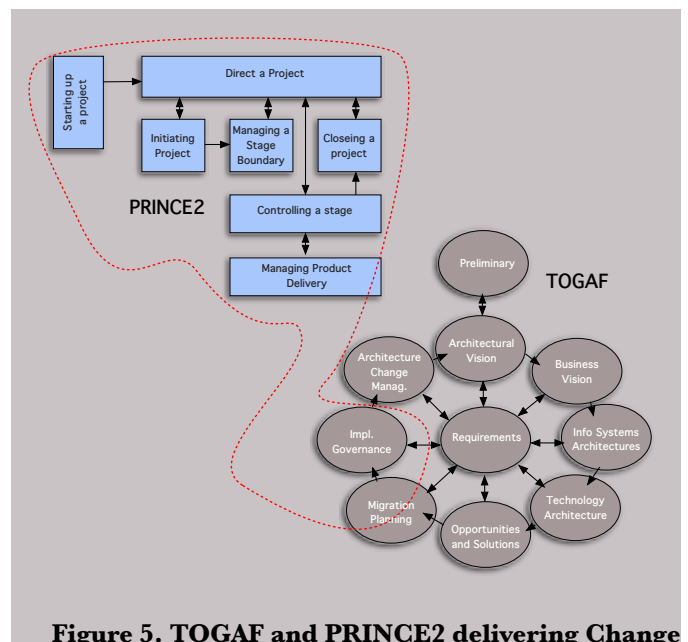 Starting up
a project
Direct a Project
Initiating
Project
Managing a
Stage
Boundary
Closeing a
project
PRINCE2
Controlling a stage
Managing Product
Delivery
Preliminary
TOGAF
Architecture
Change
Manag.
Architectural
Vision
Business
Vision
Impl.
Governance
Requirements
Info Systems
Architectures
Migration
Planning
Opportunities
and Solutions
Technology
Architecture
Figure 5. TOGAF and PRINCE2 delivering Change